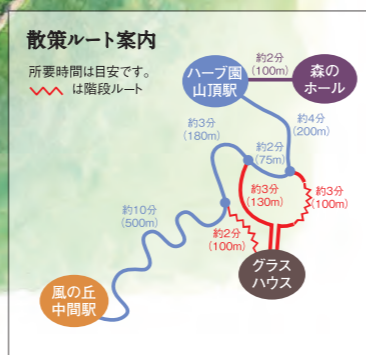 散策ルート案内
所要時間は目安です。
は階段ルート
約2分
(100m)
ハーブ園
山頂駅
森の
ホール
約3分
(180m)
約4分
(200m)
約2分
(75m)
約3分
(130m)
約3分
(100m)
約10分
(500m)
約2分
(100m)
グラス
ハウス
風の丘
中間駅